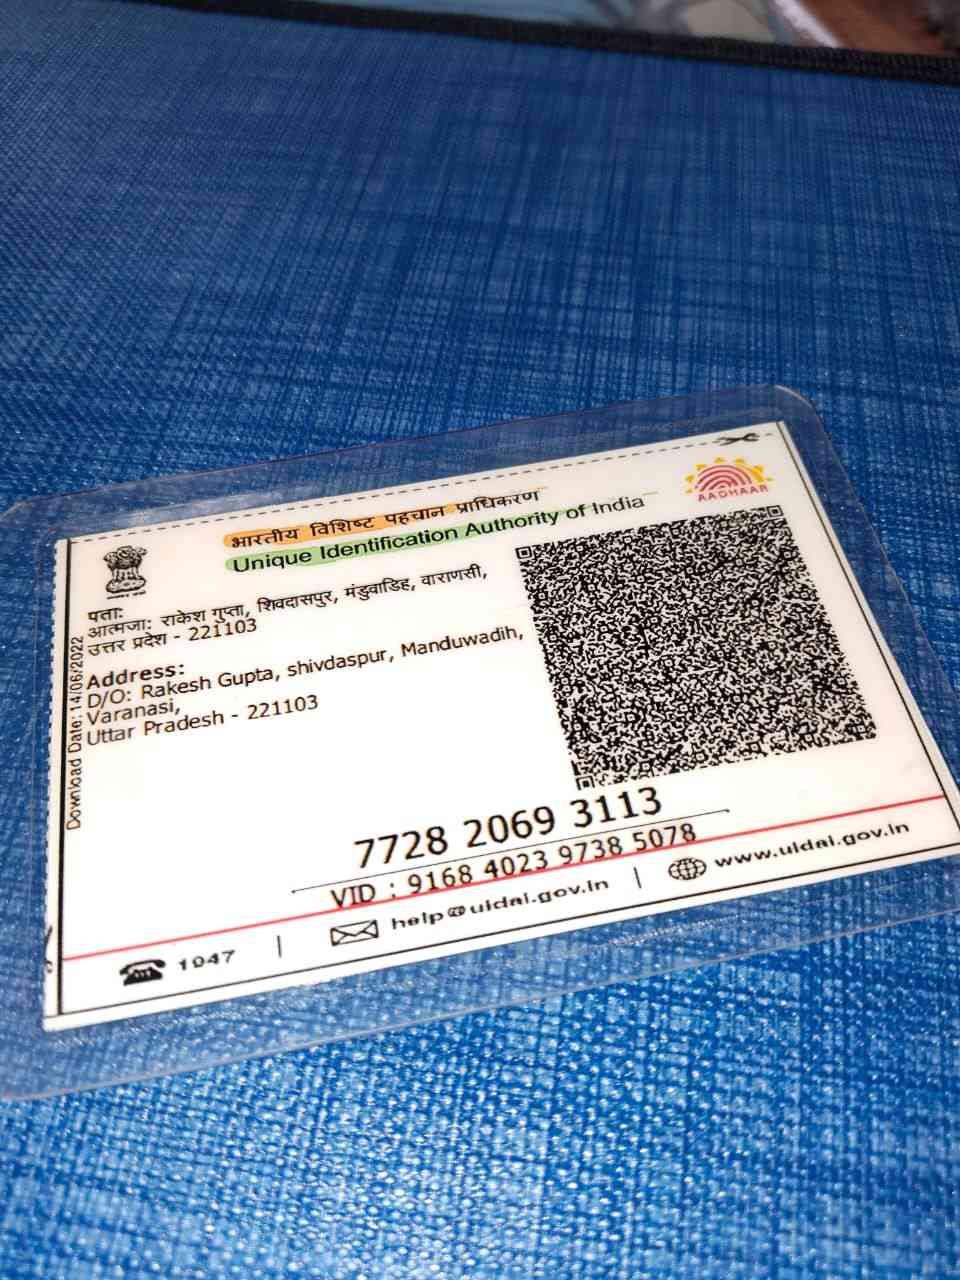 भारतीय विशिष्ट पहचान प्राधिकरण
Unique Identification Authority of India
AADHAAR
पता:
आत्मजा: राकेश गुप्ता, शिवदासपुर, मंडुवाडिह, वाराणसी,
उत्तर प्रदेश - 221103
Address:
D/O: Rakesh Gupta, shivdaspur, Manduwadih,
Varanasi,
Uttar Pradesh - 221103
Download Date: 14/06/2022
7728 2069 3113
VID : 9168 4023 9738 5078
1947 | help@uidai.gov.in | www.uidai.gov.in